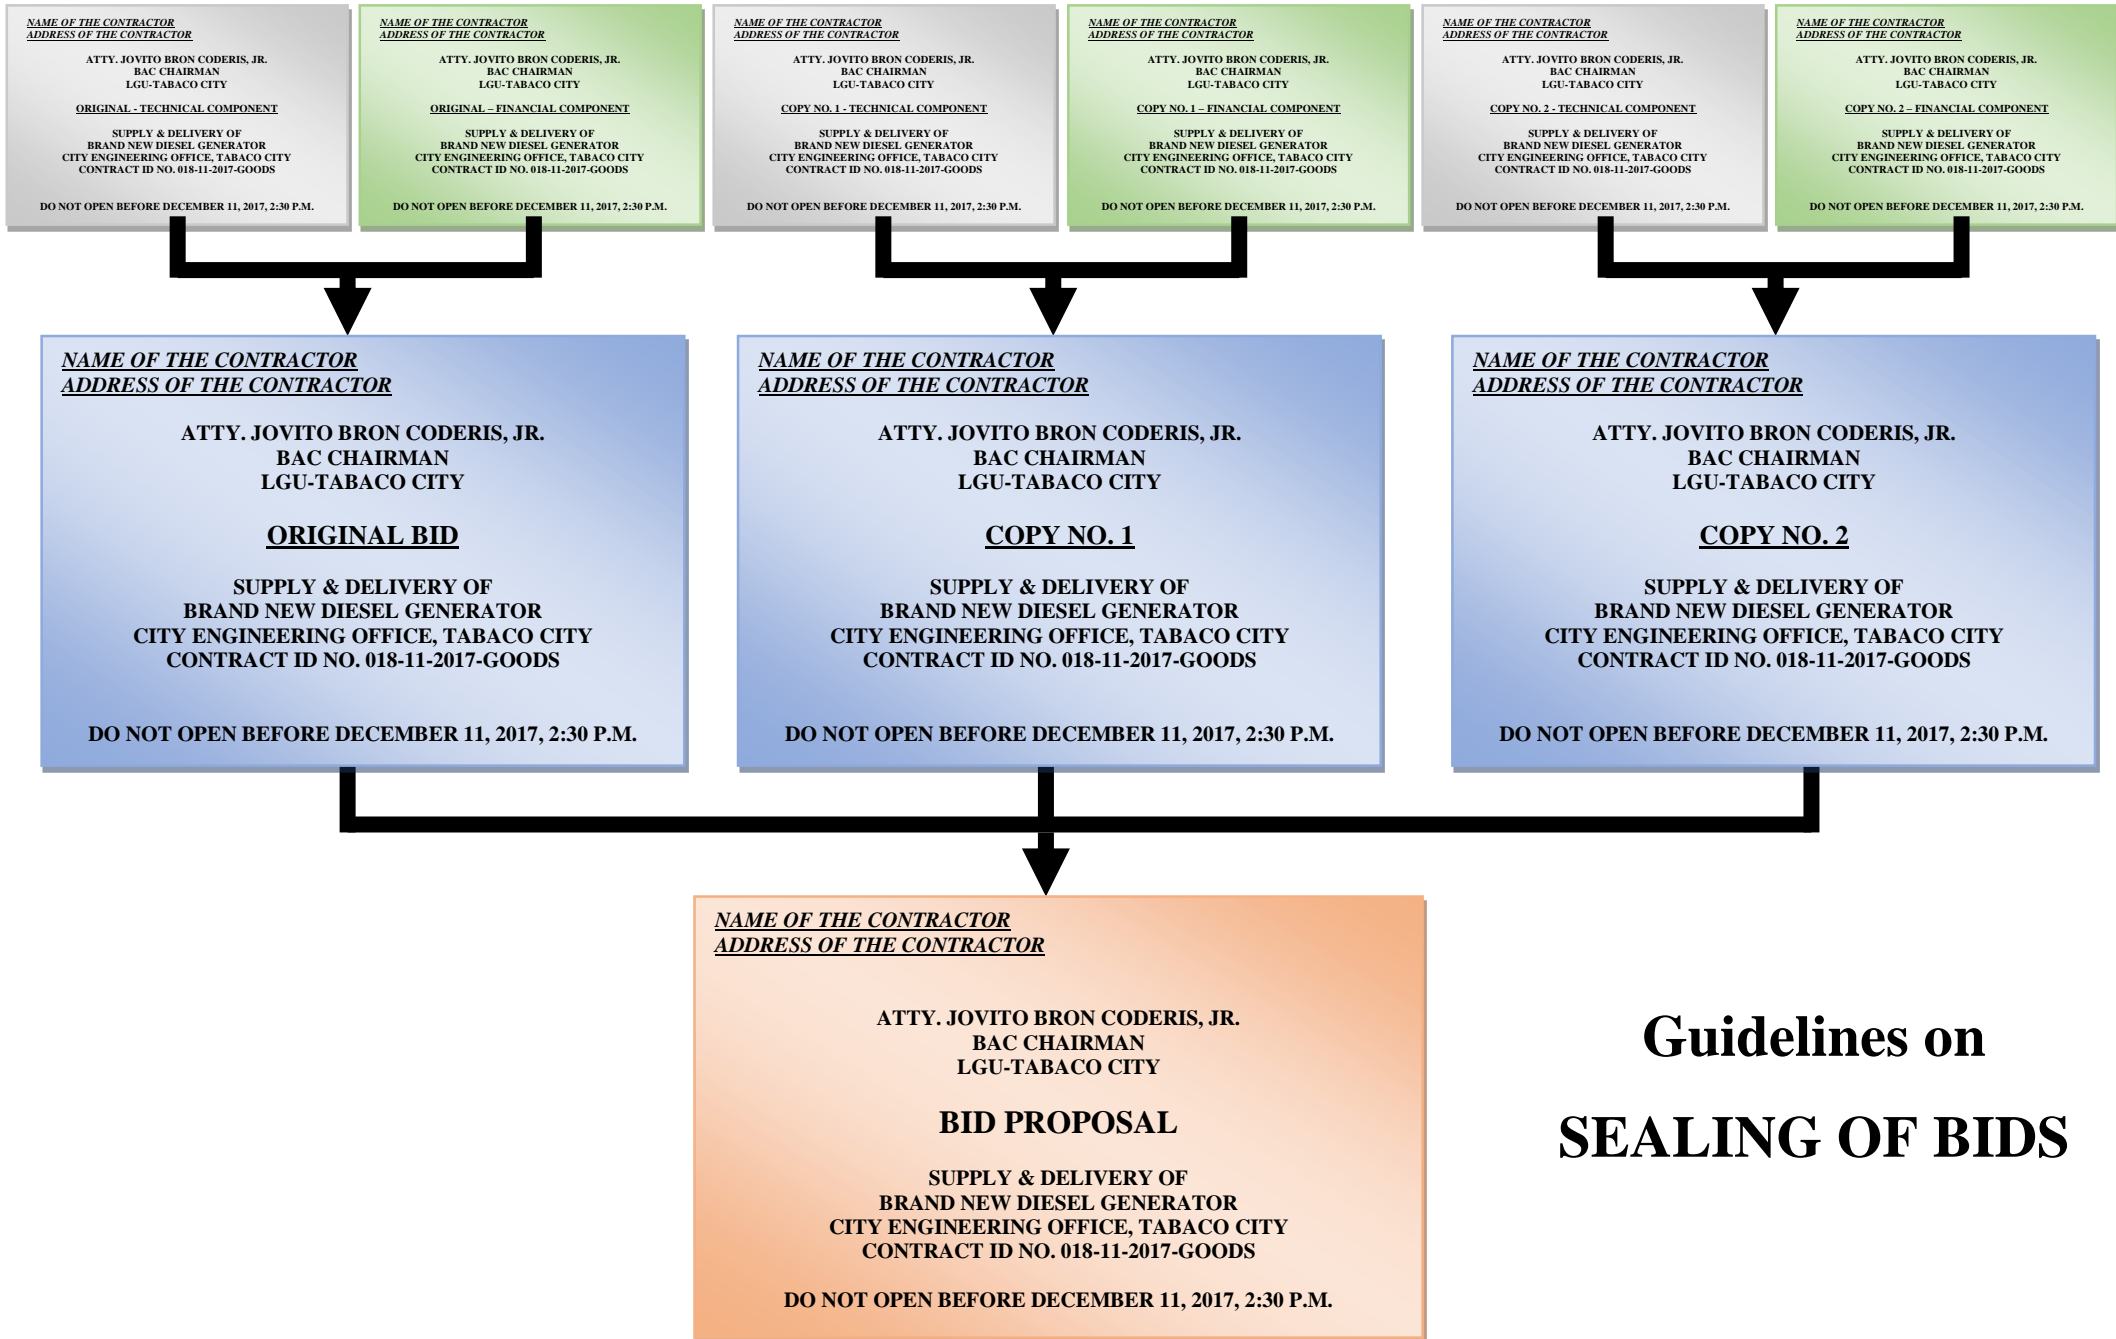 NAME OF THE CONTRACTOR
ADDRESS OF THE CONTRACTOR
ATTY. JOVITO BRON CODERIS, JR.
BAC CHAIRMAN
LGU-TABACO CITY
ORIGINAL - TECHNICAL COMPONENT
SUPPLY & DELIVERY OF
BRAND NEW DIESEL GENERATOR
CITY ENGINEERING OFFICE, TABACO CITY
CONTRACT ID NO. 018-11-2017-GOODS
DO NOT OPEN BEFORE DECEMBER 11, 2017, 2:30 P.M.
NAME OF THE CONTRACTOR
ADDRESS OF THE CONTRACTOR
ATTY. JOVITO BRON CODERIS, JR.
BAC CHAIRMAN
LGU-TABACO CITY
ORIGINAL – FINANCIAL COMPONENT
SUPPLY & DELIVERY OF
BRAND NEW DIESEL GENERATOR
CITY ENGINEERING OFFICE, TABACO CITY
CONTRACT ID NO. 018-11-2017-GOODS
DO NOT OPEN BEFORE DECEMBER 11, 2017, 2:30 P.M.
NAME OF THE CONTRACTOR
ADDRESS OF THE CONTRACTOR
ATTY. JOVITO BRON CODERIS, JR.
BAC CHAIRMAN
LGU-TABACO CITY
COPY NO. 1 - TECHNICAL COMPONENT
SUPPLY & DELIVERY OF
BRAND NEW DIESEL GENERATOR
CITY ENGINEERING OFFICE, TABACO CITY
CONTRACT ID NO. 018-11-2017-GOODS
DO NOT OPEN BEFORE DECEMBER 11, 2017, 2:30 P.M.
NAME OF THE CONTRACTOR
ADDRESS OF THE CONTRACTOR
ATTY. JOVITO BRON CODERIS, JR.
BAC CHAIRMAN
LGU-TABACO CITY
COPY NO. 1 – FINANCIAL COMPONENT
SUPPLY & DELIVERY OF
BRAND NEW DIESEL GENERATOR
CITY ENGINEERING OFFICE, TABACO CITY
CONTRACT ID NO. 018-11-2017-GOODS
DO NOT OPEN BEFORE DECEMBER 11, 2017, 2:30 P.M.
NAME OF THE CONTRACTOR
ADDRESS OF THE CONTRACTOR
ATTY. JOVITO BRON CODERIS, JR.
BAC CHAIRMAN
LGU-TABACO CITY
COPY NO. 2 - TECHNICAL COMPONENT
SUPPLY & DELIVERY OF
BRAND NEW DIESEL GENERATOR
CITY ENGINEERING OFFICE, TABACO CITY
CONTRACT ID NO. 018-11-2017-GOODS
DO NOT OPEN BEFORE DECEMBER 11, 2017, 2:30 P.M.
NAME OF THE CONTRACTOR
ADDRESS OF THE CONTRACTOR
ATTY. JOVITO BRON CODERIS, JR.
BAC CHAIRMAN
LGU-TABACO CITY
COPY NO. 2 – FINANCIAL COMPONENT
SUPPLY & DELIVERY OF
BRAND NEW DIESEL GENERATOR
CITY ENGINEERING OFFICE, TABACO CITY
CONTRACT ID NO. 018-11-2017-GOODS
DO NOT OPEN BEFORE DECEMBER 11, 2017, 2:30 P.M.
NAME OF THE CONTRACTOR
ADDRESS OF THE CONTRACTOR
ATTY. JOVITO BRON CODERIS, JR.
BAC CHAIRMAN
LGU-TABACO CITY
ORIGINAL BID
SUPPLY & DELIVERY OF
BRAND NEW DIESEL GENERATOR
CITY ENGINEERING OFFICE, TABACO CITY
CONTRACT ID NO. 018-11-2017-GOODS
DO NOT OPEN BEFORE DECEMBER 11, 2017, 2:30 P.M.
NAME OF THE CONTRACTOR
ADDRESS OF THE CONTRACTOR
ATTY. JOVITO BRON CODERIS, JR.
BAC CHAIRMAN
LGU-TABACO CITY
COPY NO. 1
SUPPLY & DELIVERY OF
BRAND NEW DIESEL GENERATOR
CITY ENGINEERING OFFICE, TABACO CITY
CONTRACT ID NO. 018-11-2017-GOODS
DO NOT OPEN BEFORE DECEMBER 11, 2017, 2:30 P.M.
NAME OF THE CONTRACTOR
ADDRESS OF THE CONTRACTOR
ATTY. JOVITO BRON CODERIS, JR.
BAC CHAIRMAN
LGU-TABACO CITY
COPY NO. 2
SUPPLY & DELIVERY OF
BRAND NEW DIESEL GENERATOR
CITY ENGINEERING OFFICE, TABACO CITY
CONTRACT ID NO. 018-11-2017-GOODS
DO NOT OPEN BEFORE DECEMBER 11, 2017, 2:30 P.M.
NAME OF THE CONTRACTOR
ADDRESS OF THE CONTRACTOR
ATTY. JOVITO BRON CODERIS, JR.
BAC CHAIRMAN
LGU-TABACO CITY
BID PROPOSAL
SUPPLY & DELIVERY OF
BRAND NEW DIESEL GENERATOR
CITY ENGINEERING OFFICE, TABACO CITY
CONTRACT ID NO. 018-11-2017-GOODS
DO NOT OPEN BEFORE DECEMBER 11, 2017, 2:30 P.M.
Guidelines on
SEALING OF BIDS